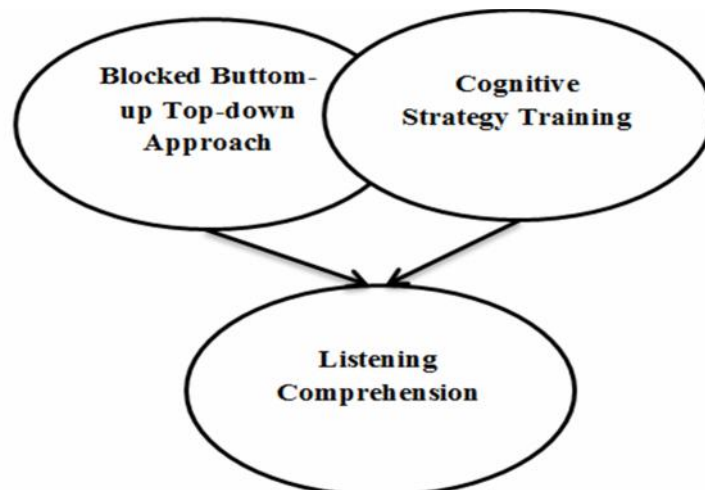 Blocked Buttom-
up Top-down
Approach
Cognitive
Strategy Training
Listening
Comprehension